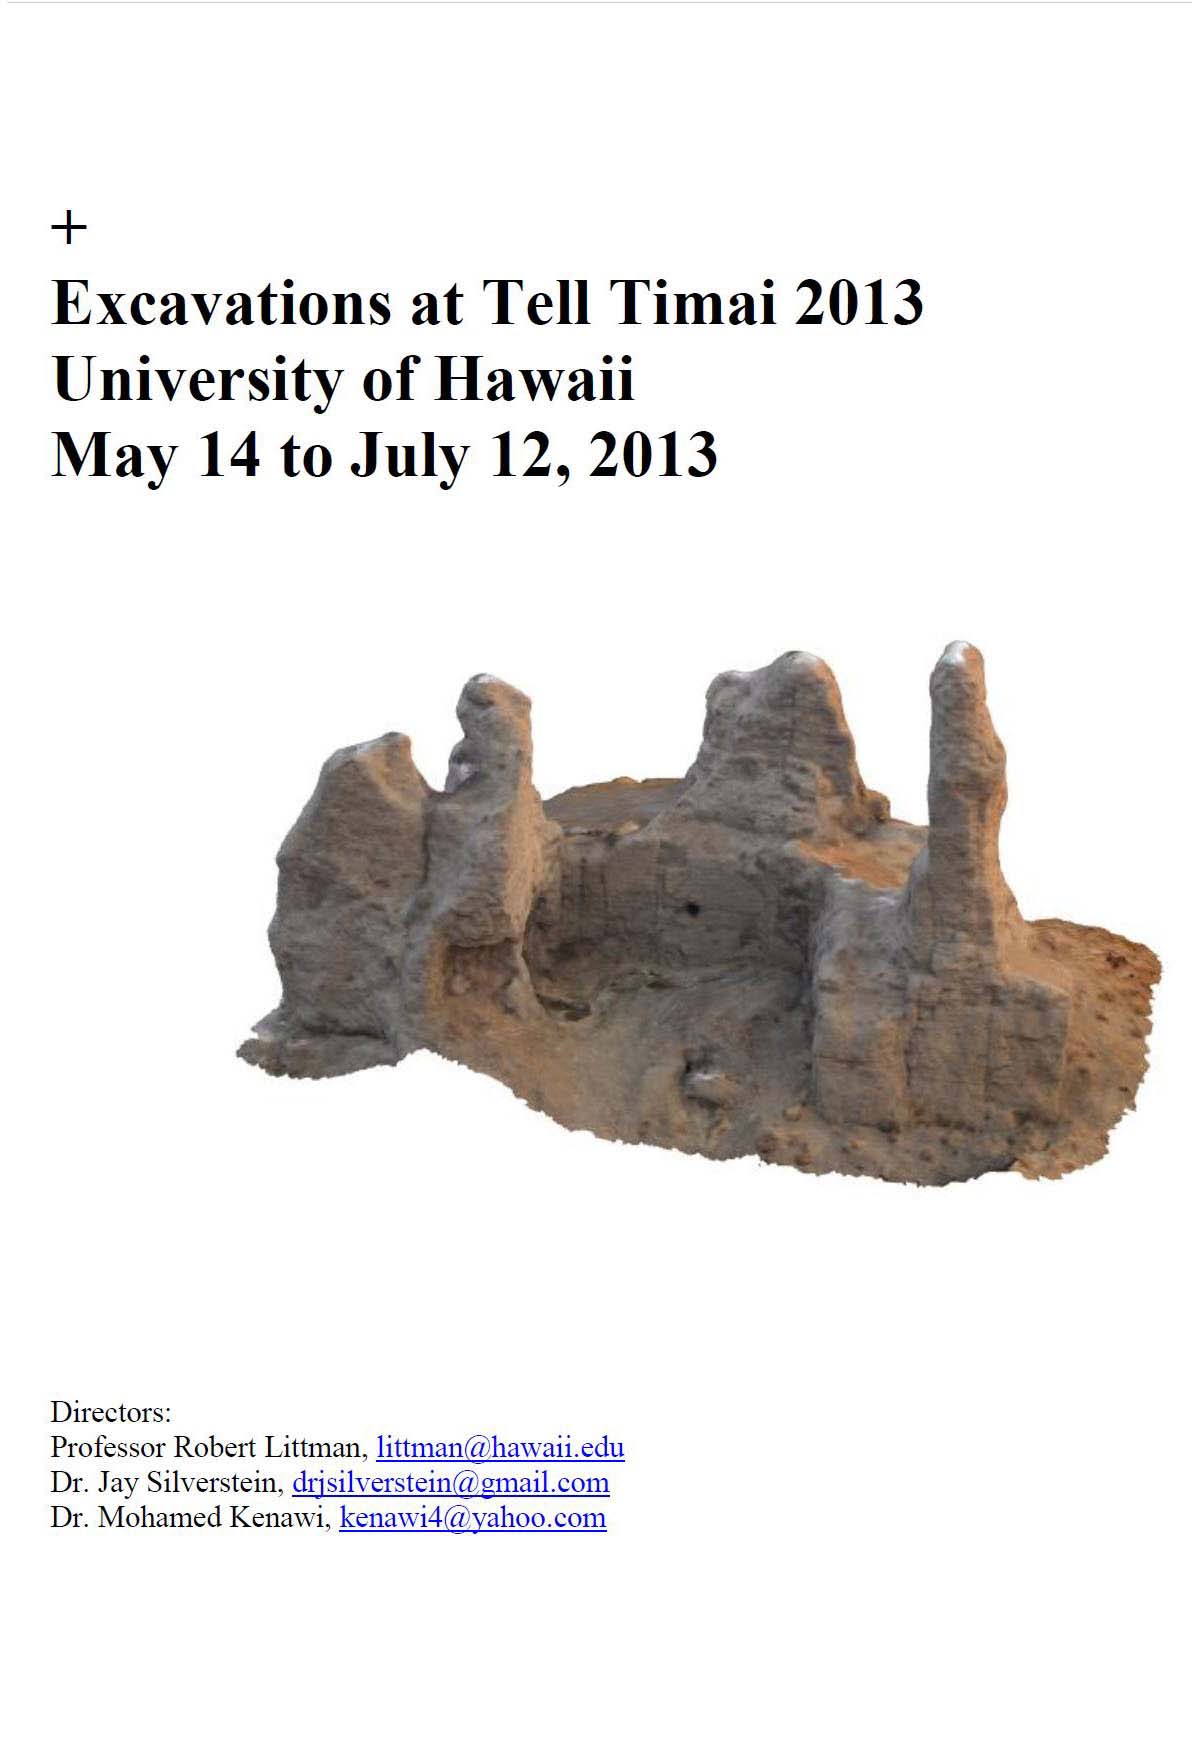 +
Excavations at Tell Timai 2013
University of Hawaii
May 14 to July 12, 2013
Directors:
Professor Robert Littman, littman@hawaii.edu
Dr. Jay Silverstein, drjsilverstein@gmail.com
Dr. Mohamed Kenawi, kenawi4@yahoo.com